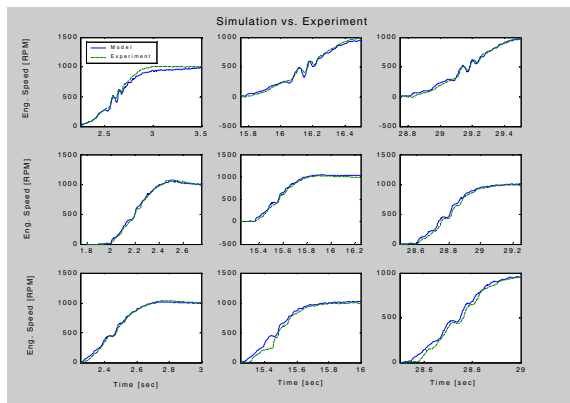 Simulation vs. Experiment
Eng. Speed [RPM]
1500
1000
500
0
2.5 3 3.5
Model
Experiment
1500
1000
500
0
-500
15.8 16 16.2 16.4
1500
1000
500
0
-500
28.8 29 29.2 29.4
Eng. Speed [RPM]
1500
1000
500
0
1.8 2 2.2 2.4 2.6
1500
1000
500
0
-500
15.4 15.6 15.8 16 16.2
1500
1000
500
0
28.6 28.8 29 29.2
Eng. Speed [RPM]
1500
1000
500
0
2.4 2.6 2.8 3
Time [sec]
1500
1000
500
0
15.4 15.6 15.8 16
Time [sec]
1000
500
0
28.6 28.8 29
Time [sec]